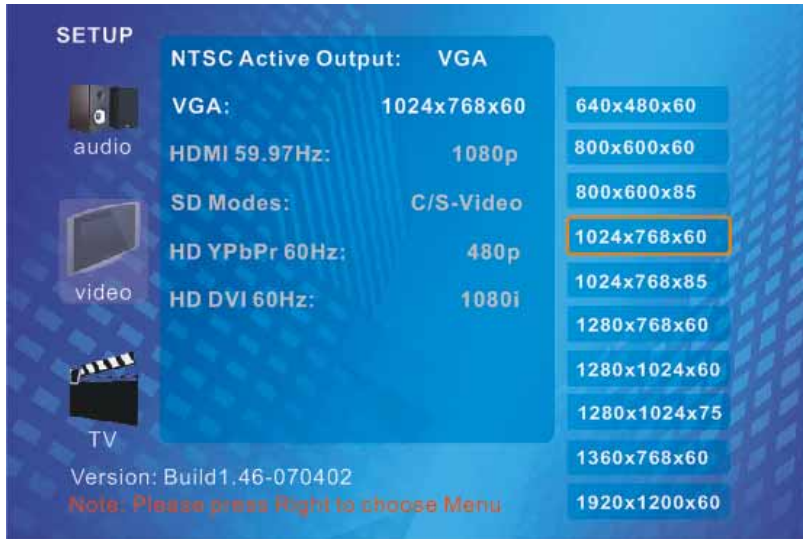 SETUP
NTSC Active Output: VGA
VGA: 1024x768x60
HDMI 59.97Hz: 1080p
SD Modes: C/S-Video
HD YPbPr 60Hz: 480p
HD DVI 60Hz: 1080i
audio
video
TV
640x480x60
800x600x60
800x600x85
1024x768x60
1024x768x85
1280x768x60
1280x1024x60
1280x1024x75
1360x768x60
1920x1200x60
Version: Build1.46-070402
Note: Please press Right to choose Menu